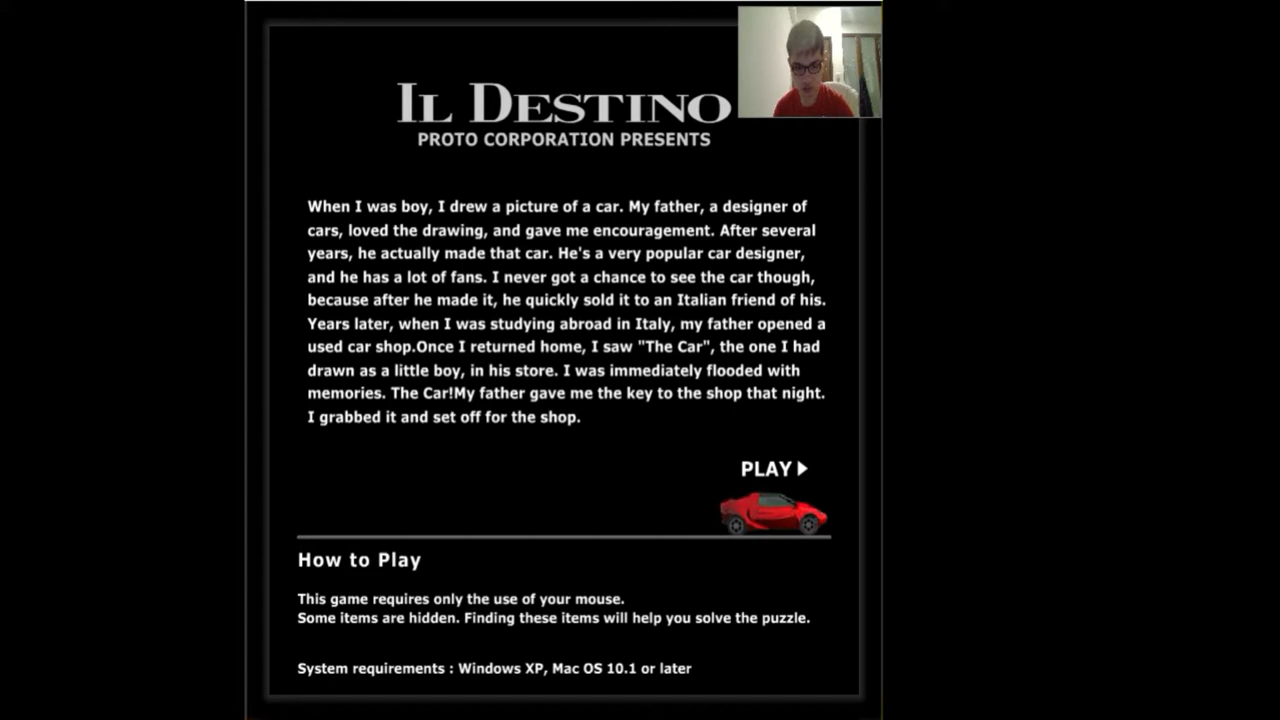 IL DESTINO
PROTO CORPORATION PRESENTS
When I was boy, I drew a picture of a car. My father, a designer of
cars, loved the drawing, and gave me encouragement. After several
years, he actually made that car. He's a very popular car designer,
and he has a lot of fans. I never got a chance to see the car though,
because after he made it, he quickly sold it to an Italian friend of his.
Years later, when I was studying abroad in Italy, my father opened a
used car shop.Once I returned home, I saw "The Car", the one I had
drawn as a little boy, in his store. I was immediately flooded with
memories. The Car!My father gave me the key to the shop that night.
I grabbed it and set off for the shop.
PLAY
How to Play
This game requires only the use of your mouse.
Some items are hidden. Finding these items will help you solve the puzzle.
System requirements : Windows XP, Mac OS 10.1 or later